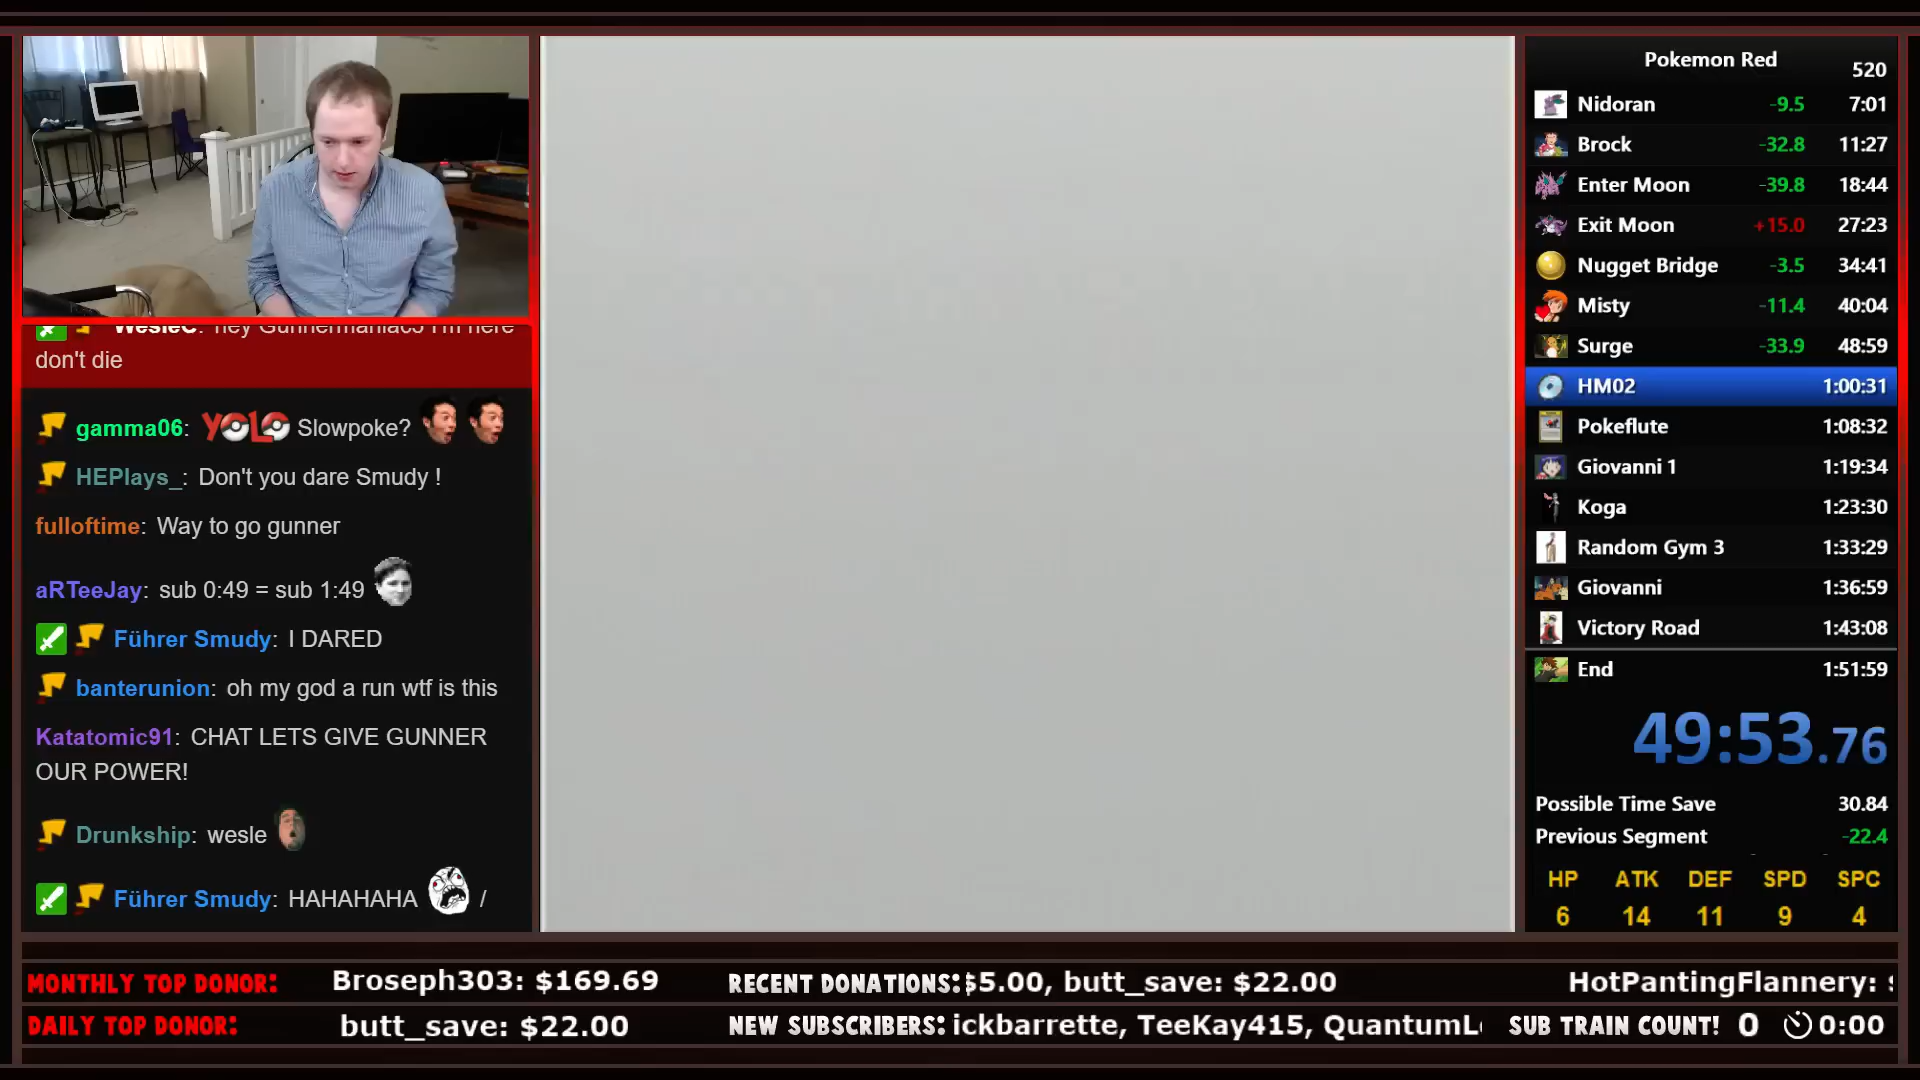 WesleC: hey Gunnermaniac3 I'm here
don't die
gamma06: YOLO Slowpoke?
HEPlays_: Don't you dare Smudy !
fulloftime: Way to go gunner
aRTeeJay: sub 0:49 = sub 1:49
Führer Smudy: I DARED
banterunion: oh my god a run wtf is this
Katatomic91: CHAT LETS GIVE GUNNER
OUR POWER!
Drunkship: wesle
Führer Smudy: HAHAHAHA /
Pokemon Red 520
Nidoran -9.5 7:01
Brock -32.8 11:27
Enter Moon -39.8 18:44
Exit Moon +15.0 27:23
Nugget Bridge -3.5 34:41
Misty -11.4 40:04
Surge -33.9 48:59
HM02 1:00:31
Pokeflute 1:08:32
Giovanni 1 1:19:34
Koga 1:23:30
Random Gym 3 1:33:29
Giovanni 1:36:59
Victory Road 1:43:08
End 1:51:59
49:53.76
Possible Time Save 30.84
Previous Segment -22.4
HP ATK DEF SPD SPC
6 14 11 9 4
MONTHLY TOP DONOR: Broseph303: $169.69 RECENT DONATIONS: $5.00, butt_save: $22.00 HotPantingFlannery:
DAILY TOP DONOR: butt_save: $22.00 NEW SUBSCRIBERS: ickbarrette, TeeKay415, QuantumL SUB TRAIN COUNT! 0 0:00